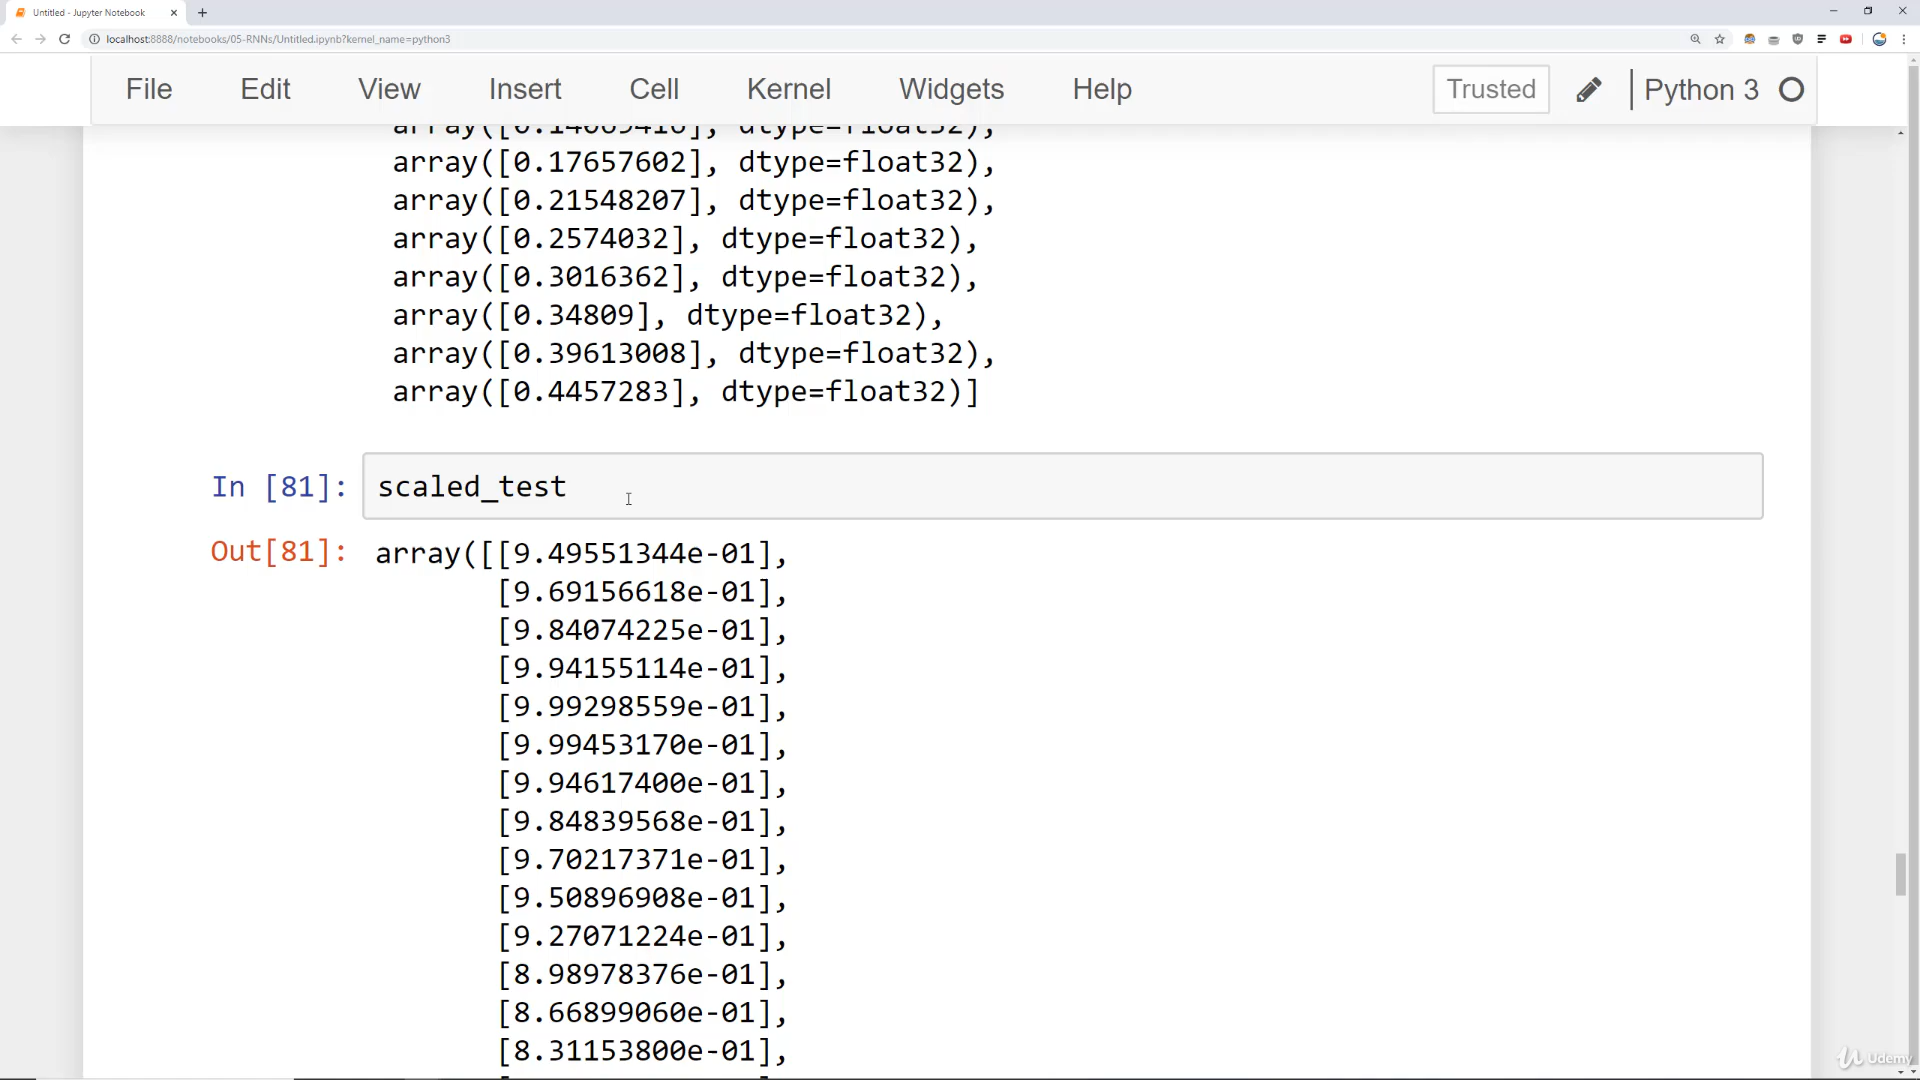 Untitled - Jupyter Notebook
localhost:8888/notebooks/05-RNNs/Untitled.ipynb?kernel_name=python3
File Edit View Insert Cell Kernel Widgets Help Trusted Python 3
array([0.14069416], dtype=float32),
array([0.17657602], dtype=float32),
array([0.21548207], dtype=float32),
array([0.2574032], dtype=float32),
array([0.3016362], dtype=float32),
array([0.34809], dtype=float32),
array([0.39613008], dtype=float32),
array([0.4457283], dtype=float32)]
In [81]: scaled_test
Out[81]: array([[9.49551344e-01],
[9.69156618e-01],
[9.84074225e-01],
[9.94155114e-01],
[9.99298559e-01],
[9.99453170e-01],
[9.94617400e-01],
[9.84839568e-01],
[9.70217371e-01],
[9.50896908e-01],
[9.27071224e-01],
[8.98978376e-01],
[8.66899060e-01],
[8.31153800e-01],
Udemy